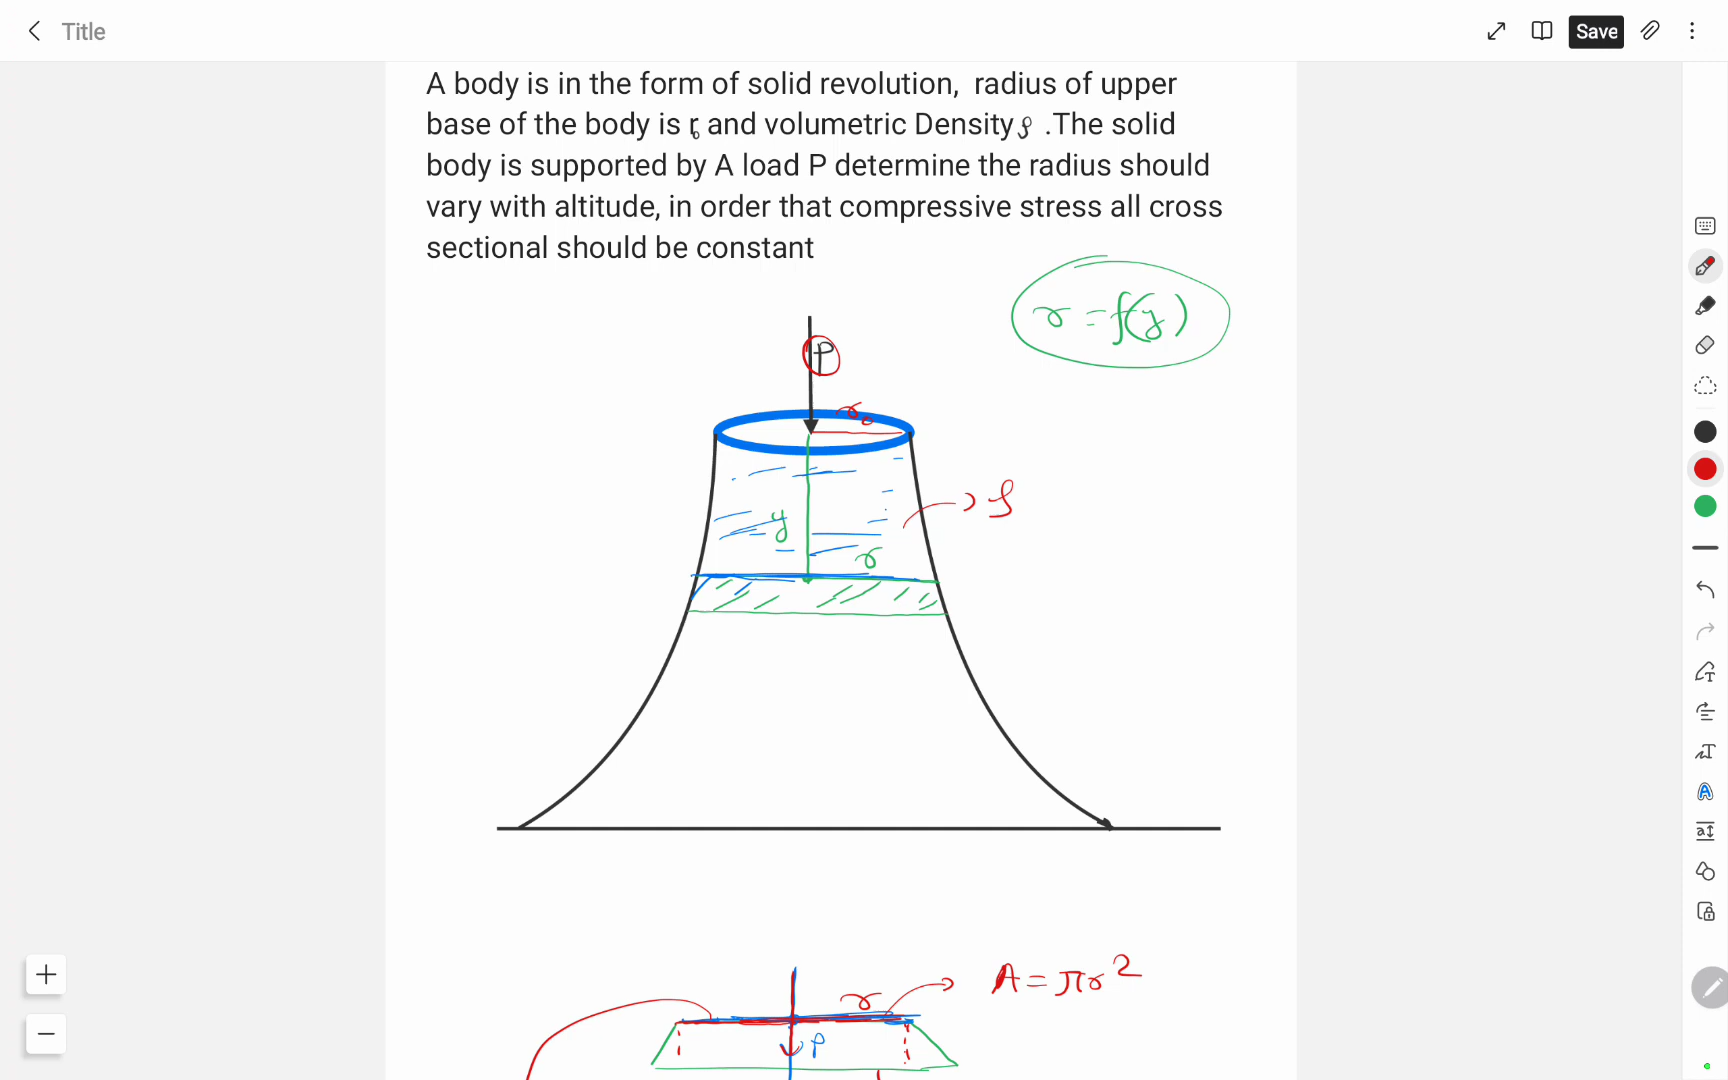 Title
Save
A body is in the form of solid revolution, radius of upper
base of the body is r₀ and volumetric Density ρ .The solid
body is supported by A load P determine the radius should
vary with altitude, in order that compressive stress all cross
sectional should be constant
r = f(y)
P
r₀
ρ
y
r
A = πr²
r
P